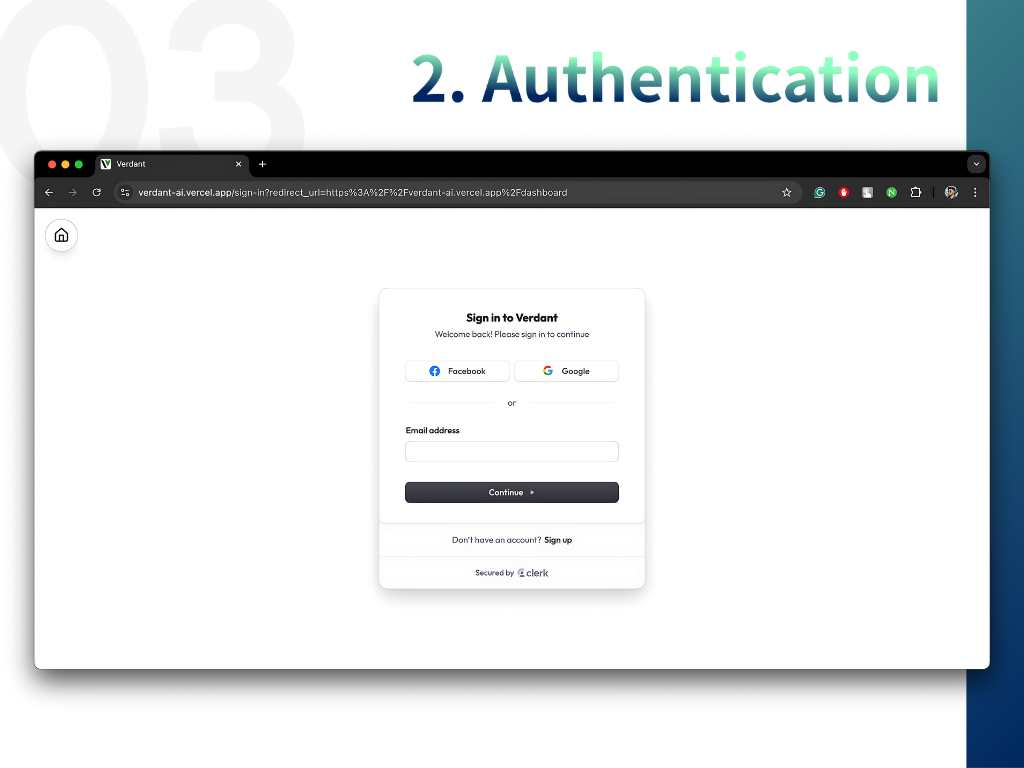 03
2. Authentication
Verdant
verdant-ai.vercel.app/sign-in?redirect_url=https%3A%2F%2Fverdant-ai.vercel.app%2Fdashboard
Sign in to Verdant
Welcome back! Please sign in to continue
Facebook
Google
or
Email address
Continue
Don't have an account? Sign up
Secured by clerk